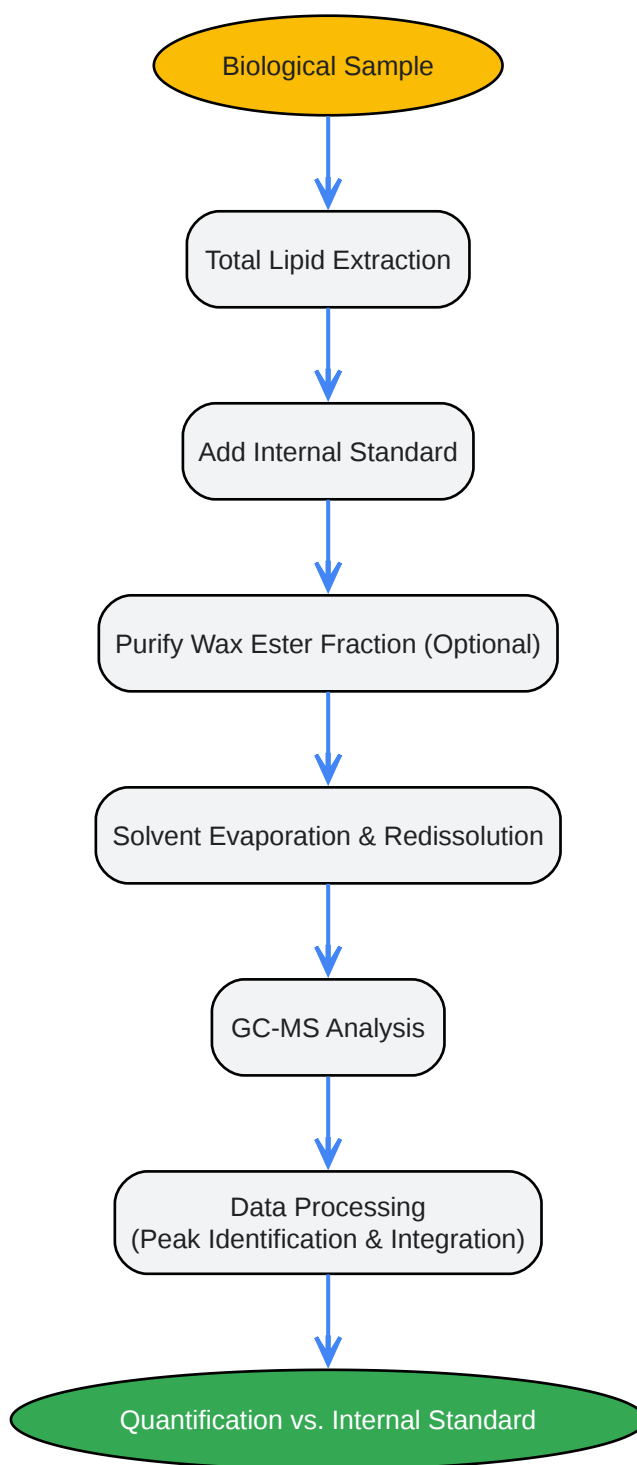 Biological Sample
Total Lipid Extraction
Add Internal Standard
Purify Wax Ester Fraction (Optional)
Solvent Evaporation & Redissolution
GC-MS Analysis
Data Processing
(Peak Identification & Integration)
Quantification vs. Internal Standard